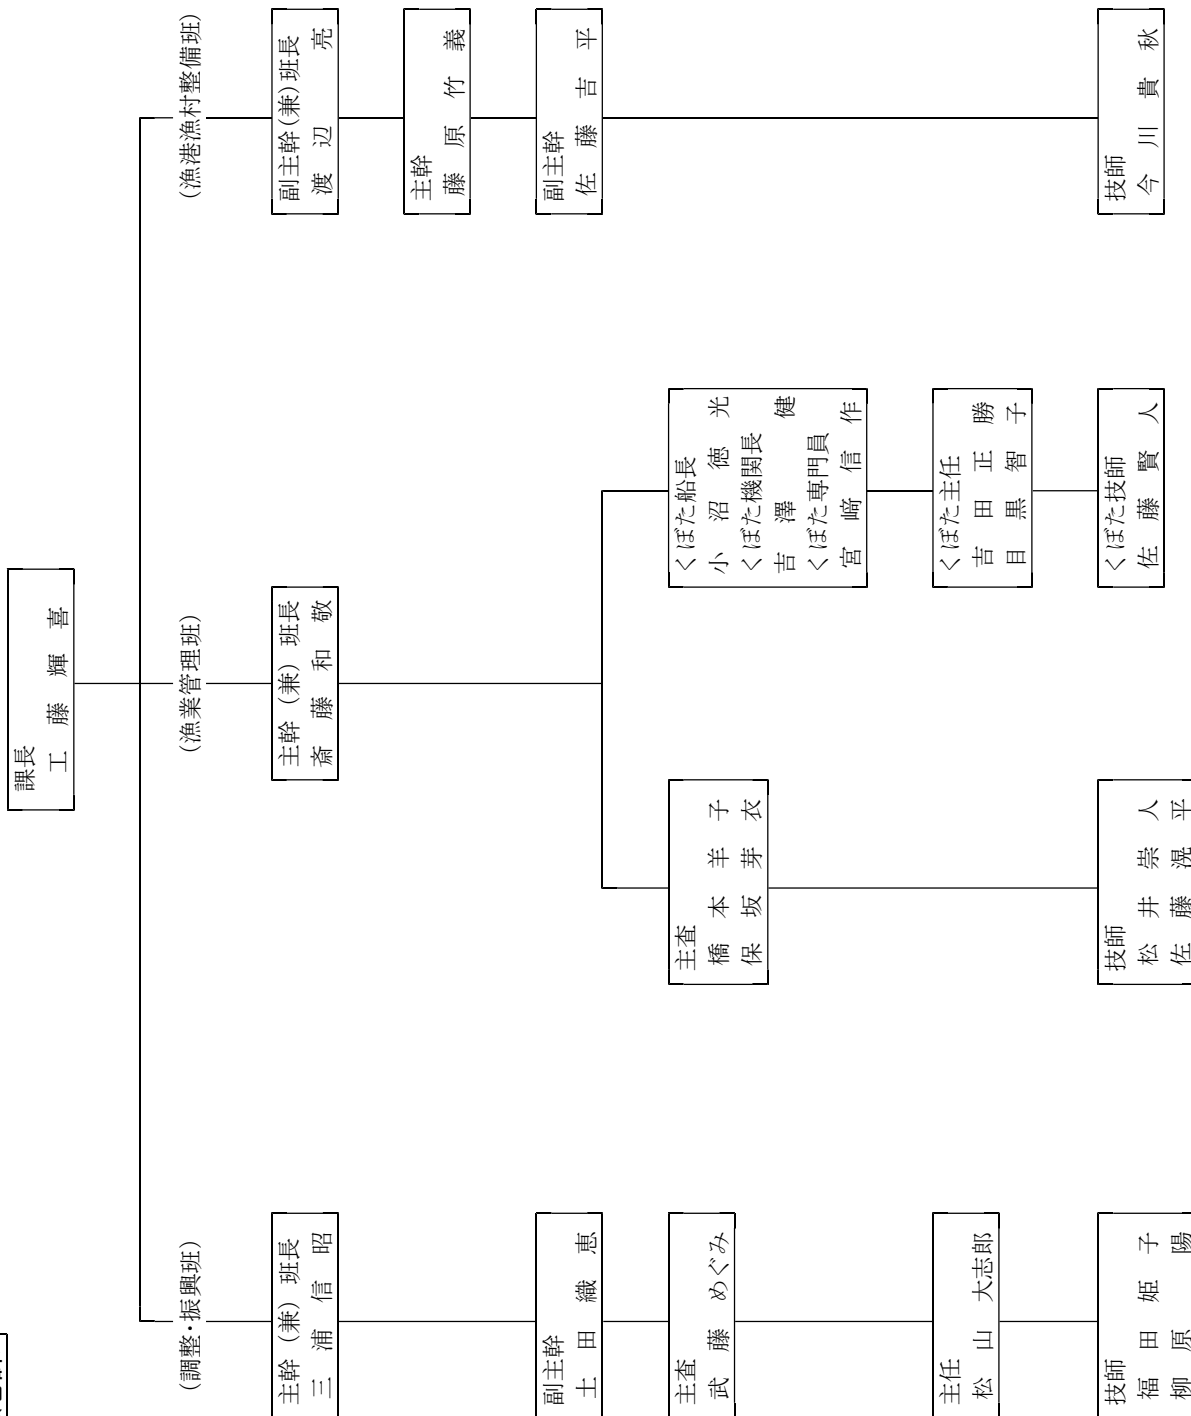 課長
工藤輝喜
(調整・振興班)
主幹(兼)班長
三浦信昭
副主幹
土田織恵
主査
武藤めぐみ
主任
松山大志郎
技師
福田姫子
柳原陽
(漁業管理班)
主幹(兼)班長
斎藤和敬
主査
橋本羊子
保坂芽衣
技師
松井崇人
佐藤滉平
くぼた船長
小沼徳光
くぼた機関長
吉澤健
くぼた専門員
宮﨑信作
くぼた主任
吉田正勝
目黒智子
くぼた技師
佐藤賢人
(漁港漁村整備班)
副主幹(兼)班長
渡辺亮
主幹
藤原竹義
副主幹
佐藤吉平
技師
今川貴秋